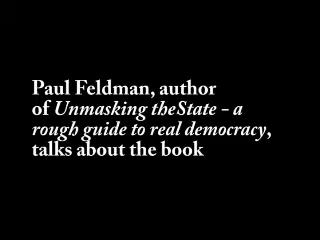 Paul Feldman, author
of Unmasking theState - a
rough guide to real democracy,
talks about the book